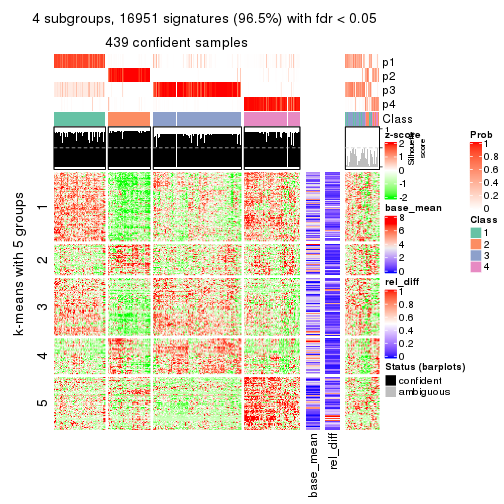 4 subgroups, 16951 signatures (96.5%) with fdr < 0.05
439 confident samples
p1
p2
p3
p4
Class
1
Silhouette
score
k-means with 5 groups
1
2
3
4
5
base_mean
rel_diff
z-score
2
1
0
-1
-2
base_mean
8
6
4
2
0
rel_diff
1
0.8
0.6
0.4
0.2
0
Status (barplots)
confident
ambiguous
Prob
1
0.8
0.6
0.4
0.2
0
Class
1
2
3
4